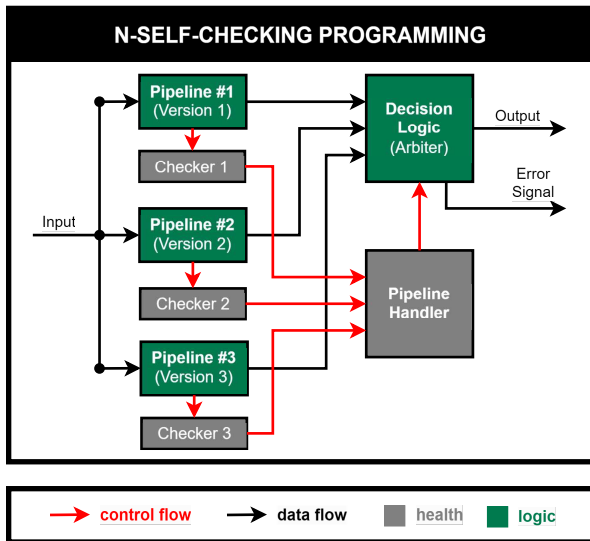 N-SELF-CHECKING PROGRAMMING
Pipeline #1
(Version 1)
Checker 1
Decision
Logic
(Arbiter)
Output
Error
Signal
Input
Pipeline #2
(Version 2)
Checker 2
Pipeline
Handler
Pipeline #3
(Version 3)
Checker 3
control flow
data flow
health
logic